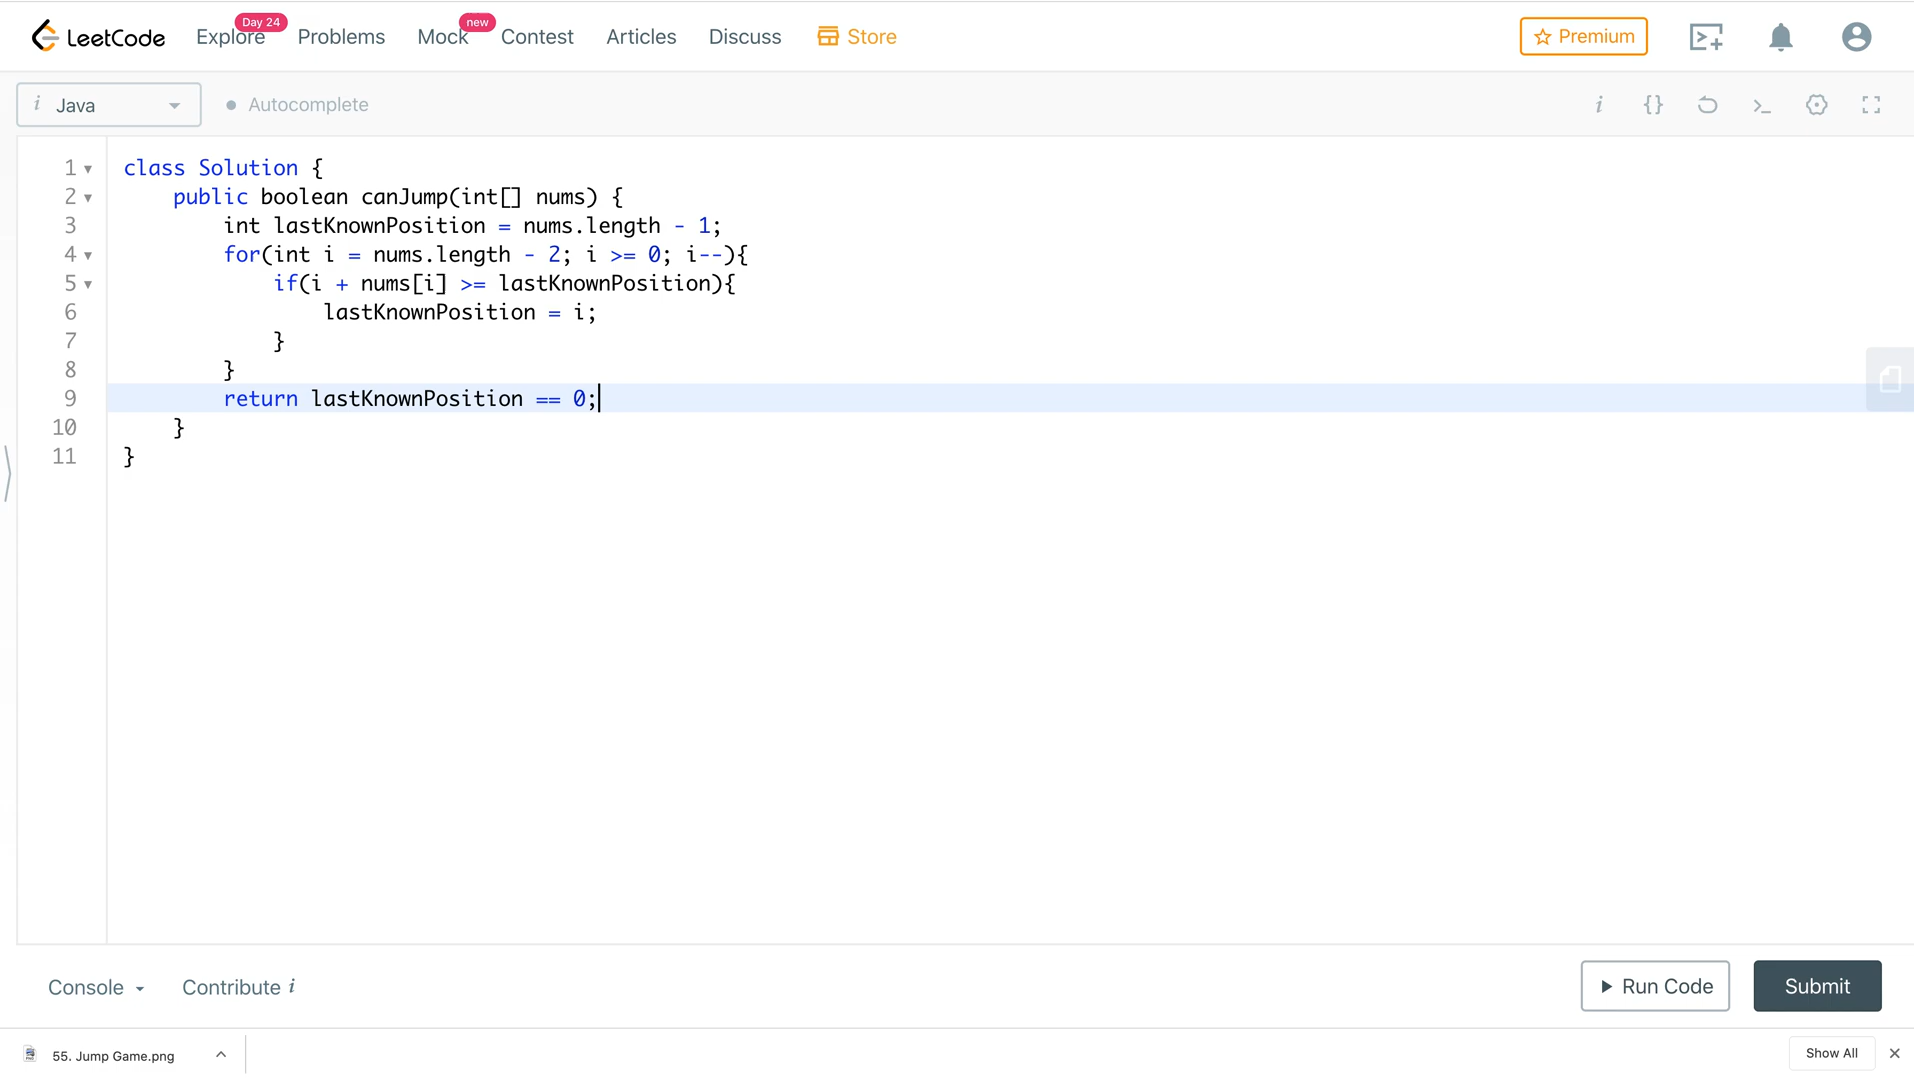 LeetCode Explore Day 24 Problems Mock new Contest Articles Discuss Store Premium
i Java Autocomplete i {} >_
1 class Solution {
2 public boolean canJump(int[] nums) {
3 int lastKnownPosition = nums.length - 1;
4 for(int i = nums.length - 2; i >= 0; i--){
5 if(i + nums[i] >= lastKnownPosition){
6 lastKnownPosition = i;
7 }
8 }
9 return lastKnownPosition == 0;
10 }
11 }
Console Contribute i Run Code Submit
55. Jump Game.png Show All